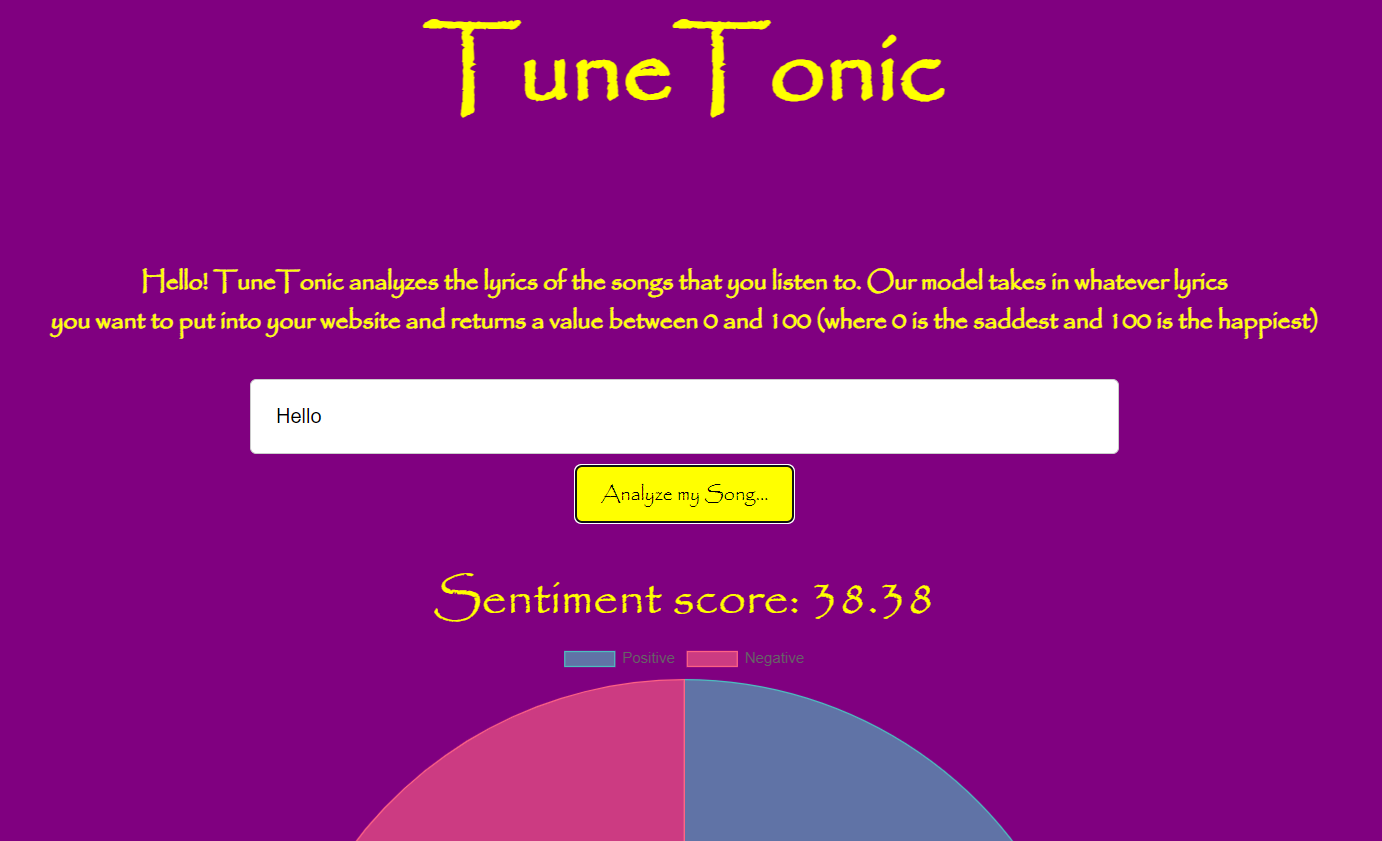 TuneTonic
Hello! TuneTonic analyzes the lyrics of the songs that you listen to. Our model takes in whatever lyrics
you want to put into your website and returns a value between 0 and 100 (where 0 is the saddest and 100 is the happiest)
Hello
Analyze my Song...
Sentiment score: 38.38
Positive Negative